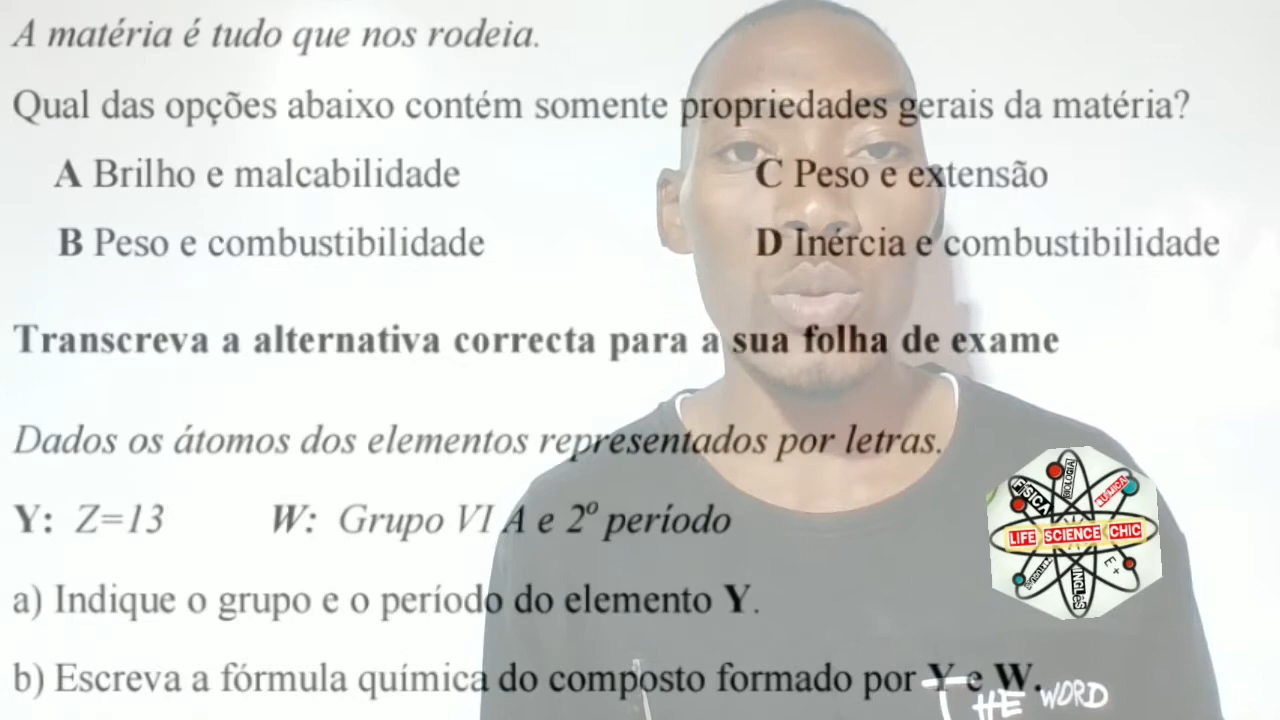 A matéria é tudo que nos rodeia.
Qual das opções abaixo contém somente propriedades gerais da matéria?
A Brilho e malcabilidade
C Peso e extensão
B Peso e combustibilidade
D Inércia e combustibilidade
Transcreva a alternativa correcta para a sua folha de exame
Dados os átomos dos elementos representados por letras.
Y: Z=13 W: Grupo VI A e 2º período
a) Indique o grupo e o período do elemento Y.
b) Escreva a fórmula química do composto formado por Y e W.
FÍSICA
BIOLOGIA
QUÍMICA
LIFE SCIENCE CHIC
INGLÊS
E+
THE WORD